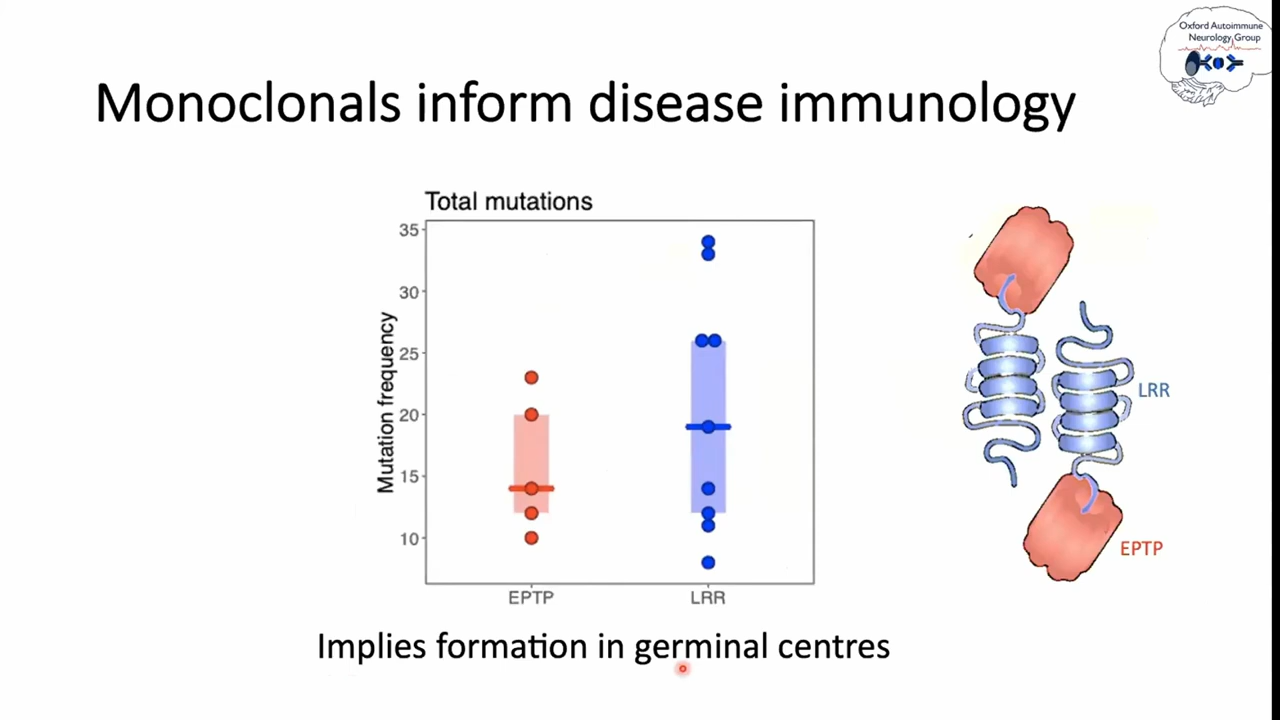 Oxford Autoimmune
Neurology Group
Monoclonals inform disease immunology
Total mutations
35
30
25
20
15
10
Mutation frequency
EPTP
LRR
LRR
EPTP
Implies formation in germinal centres